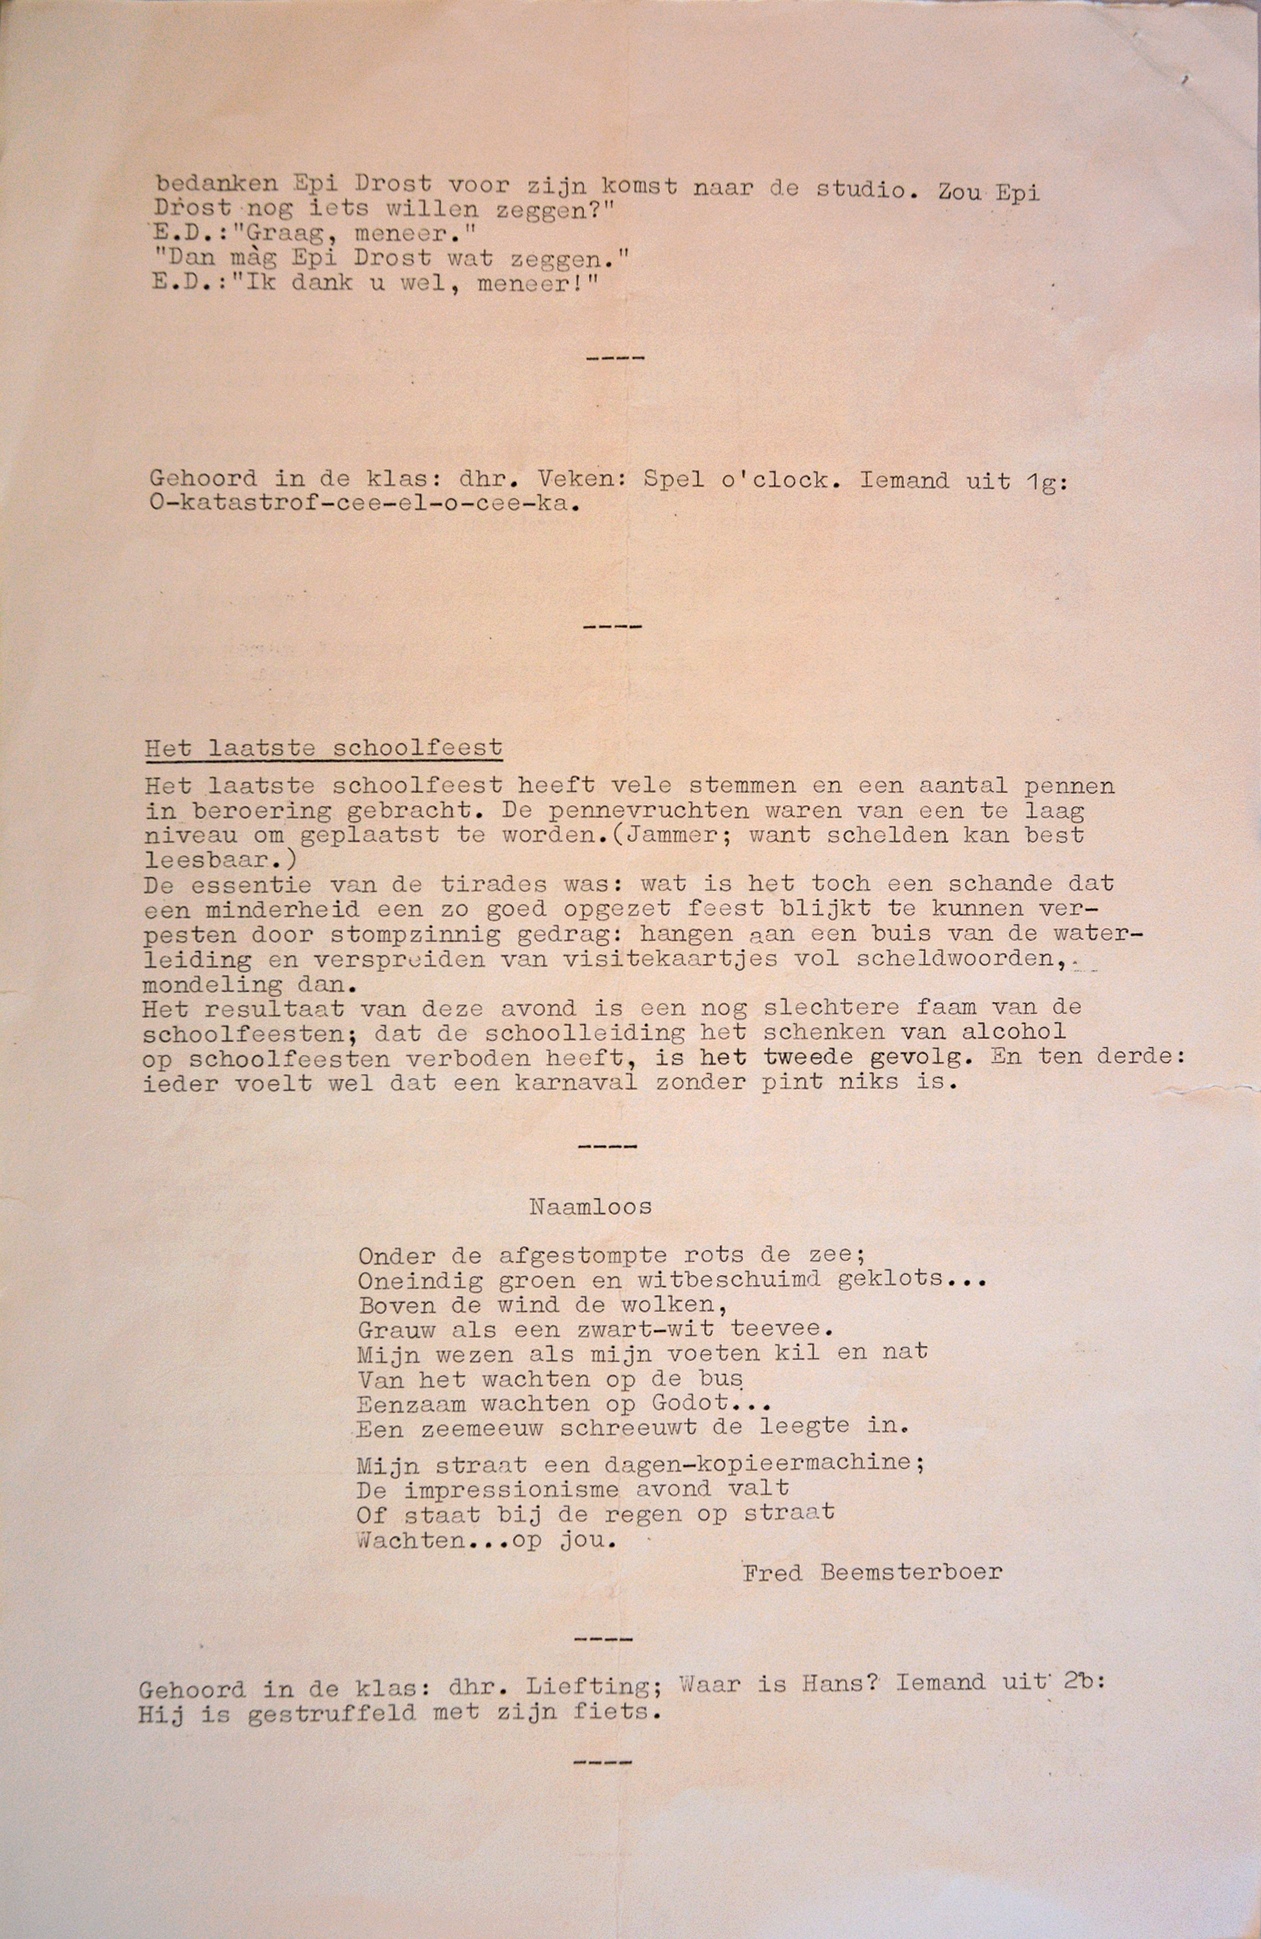 bedanken Epi Drost voor zijn komst naar de studio. Zou Epi
Drost nog iets willen zeggen?"
E.D.:"Graag, meneer."
"Dan màg Epi Drost wat zeggen."
E.D.:"Ik dank u wel, meneer!"
----
Gehoord in de klas: dhr. Veken: Spel o'clock. Iemand uit 1g:
O-katastrof-cee-el-o-cee-ka.
----
Het laatste schoolfeest
Het laatste schoolfeest heeft vele stemmen en een aantal pennen
in beroering gebracht. De pennevruchten waren van een te laag
niveau om geplaatst te worden.(Jammer; want schelden kan best
leesbaar.)
De essentie van de tirades was: wat is het toch een schande dat
een minderheid een zo goed opgezet feest blijkt te kunnen ver-
pesten door stompzinnig gedrag: hangen aan een buis van de water-
leiding en verspreiden van visitekaartjes vol scheldwoorden,
mondeling dan.
Het resultaat van deze avond is een nog slechtere faam van de
schoolfeesten; dat de schoolleiding het schenken van alcohol
op schoolfeesten verboden heeft, is het tweede gevolg. En ten derde:
ieder voelt wel dat een karnaval zonder pint niks is.
----
Naamloos
Onder de afgestompte rots de zee;
Oneindig groen en witbeschuimd geklots...
Boven de wind de wolken,
Grauw als een zwart-wit teevee.
Mijn wezen als mijn voeten kil en nat
Van het wachten op de bus
Eenzaam wachten op Godot...
Een zeemeeuw schreeuwt de leegte in.
Mijn straat een dagen-kopieermachine;
De impressionisme avond valt
Of staat bij de regen op straat
Wachten...op jou.
Fred Beemsterboer
----
Gehoord in de klas: dhr. Liefting; Waar is Hans? Iemand uit 2b:
Hij is gestruffeld met zijn fiets.
----